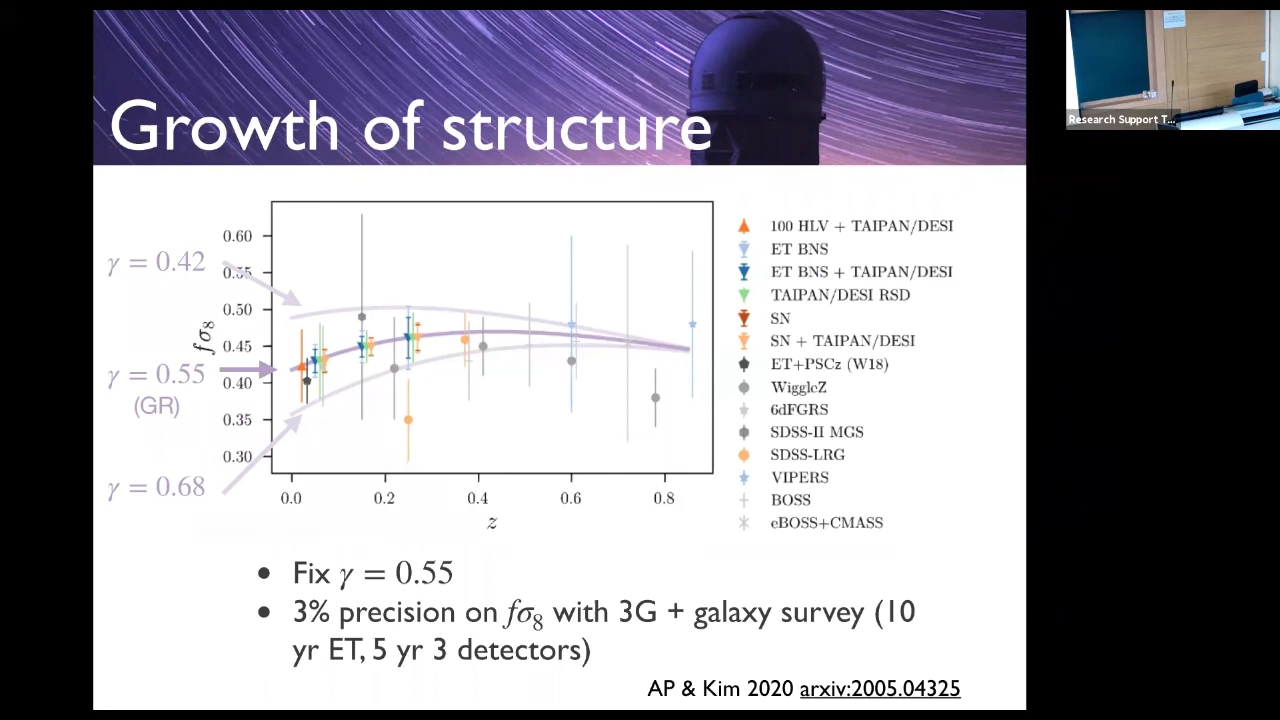 Growth of structure
Research Support T...
γ = 0.42
γ = 0.55
(GR)
γ = 0.68
fσ8
0.60
0.55
0.50
0.45
0.40
0.35
0.30
0.0 0.2 0.4 0.6 0.8
z
100 HLV + TAIPAN/DESI
ET BNS
ET BNS + TAIPAN/DESI
TAIPAN/DESI RSD
SN
SN + TAIPAN/DESI
ET+PSCz (W18)
WiggleZ
6dFGRS
SDSS-II MGS
SDSS-LRG
VIPERS
BOSS
eBOSS+CMASS
• Fix γ = 0.55
• 3% precision on fσ8 with 3G + galaxy survey (10
yr ET, 5 yr 3 detectors)
AP & Kim 2020 arxiv:2005.04325